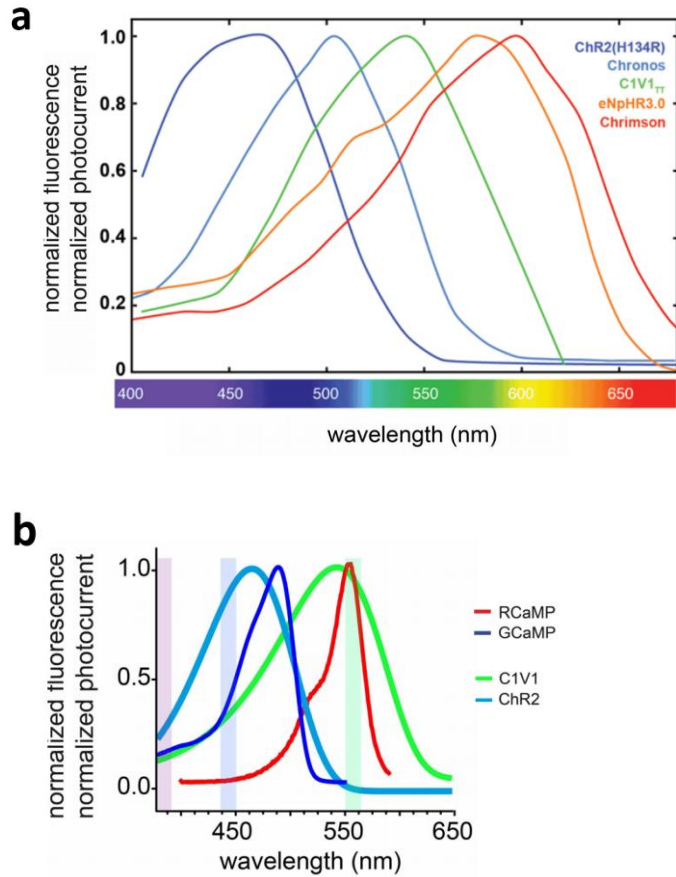 a
normalized fluorescence
normalized photocurrent
1.0
0.8
0.6
0.4
0.2
0
ChR2(H134R)
Chronos
C1V1TT
eNpHR3.0
Chrimson
400 450 500 550 600 650
wavelength (nm)
b
normalized fluorescence
normalized photocurrent
1.0
0.5
0.0
RCaMP
GCaMP
C1V1
ChR2
450 550 650
wavelength (nm)